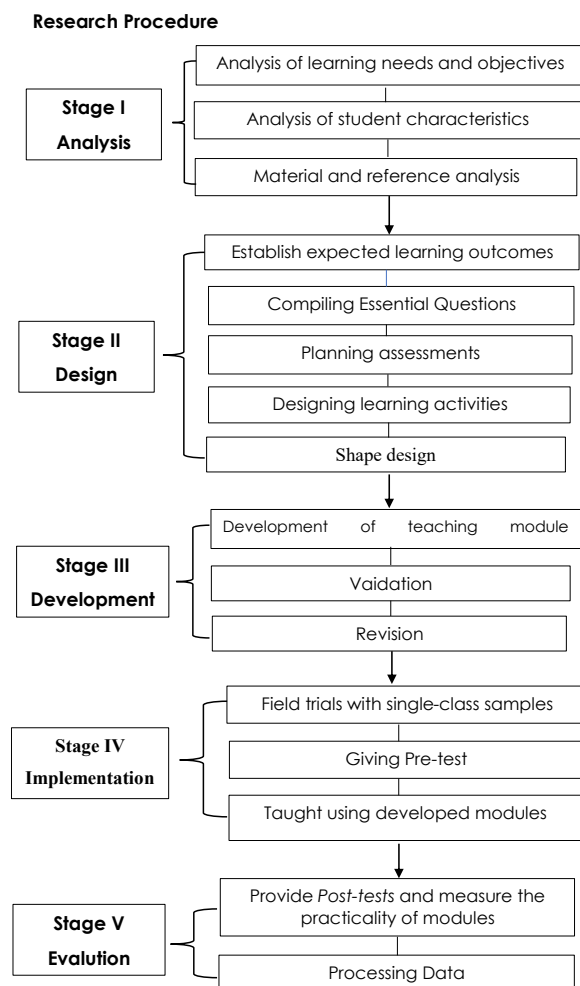 Research Procedure
Analysis of learning needs and objectives
Stage I
Analysis
Analysis of student characteristics
Material and reference analysis
Establish expected learning outcomes
Compiling Essential Questions
Stage II
Design
Planning assessments
Designing learning activities
Shape design
Development of teaching module
Stage III
Development
Vaidation
Revision
Field trials with single-class samples
Stage IV
Implementation
Giving Pre-test
Taught using developed modules
Provide Post-tests and measure the
practicality of modules
Stage V
Evalution
Processing Data